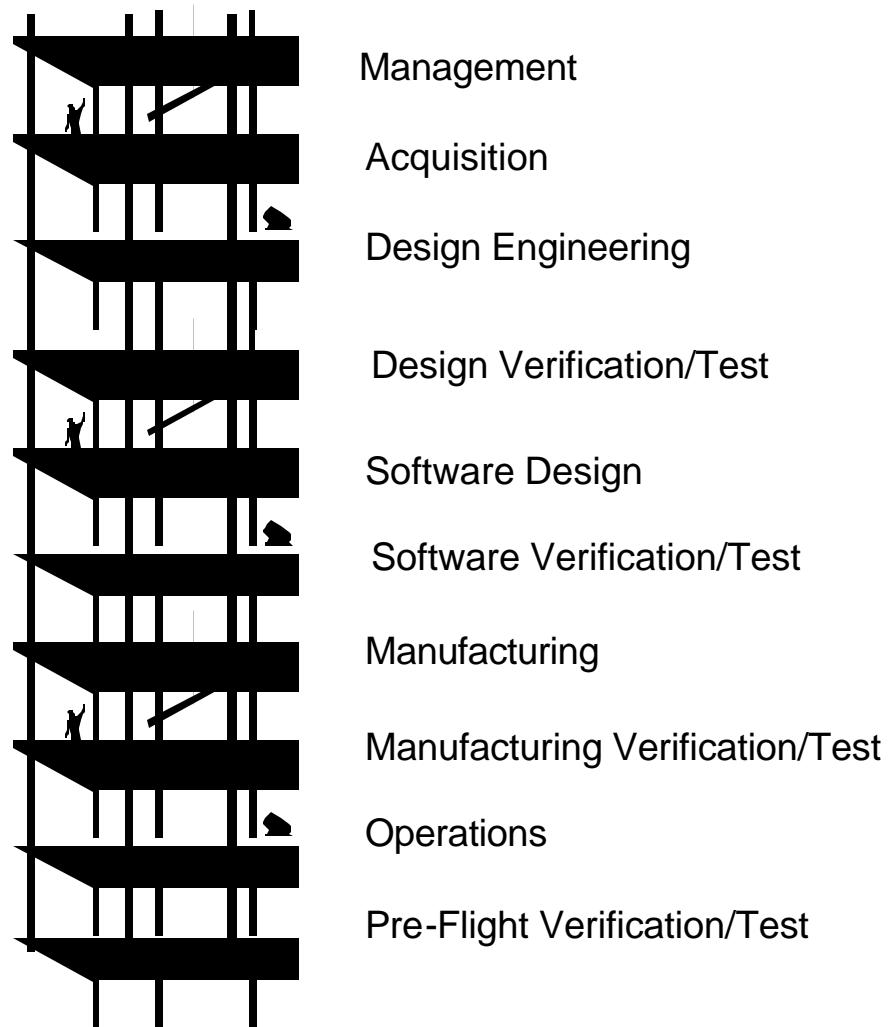 Management
Acquisition
Design Engineering
Design Verification/Test
Software Design
Software Verification/Test
Manufacturing
Manufacturing Verification/Test
Operations
Pre-Flight Verification/Test